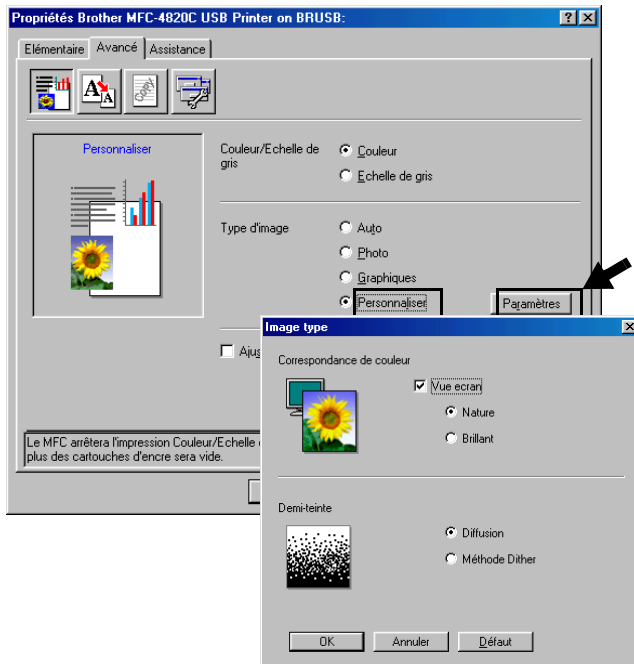 Propriétés Brother MFC-4820C USB Printer on BRUSB:
Elémentaire Avancé Assistance
Copy
Personnaliser
Couleur/Echelle de
gris
Couleur
Echelle de gris
Type d'image
Auto
Photo
Graphiques
Personnaliser
Paramètres
Le MFC arrêtera l'impression Couleur/Echelle
plus des cartouches d'encre sera vide.
Image type
Correspondance de couleur
Vue ecran
Nature
Brillant
Demi-teinte
Diffusion
Méthode Dither
OK Annuler Défaut